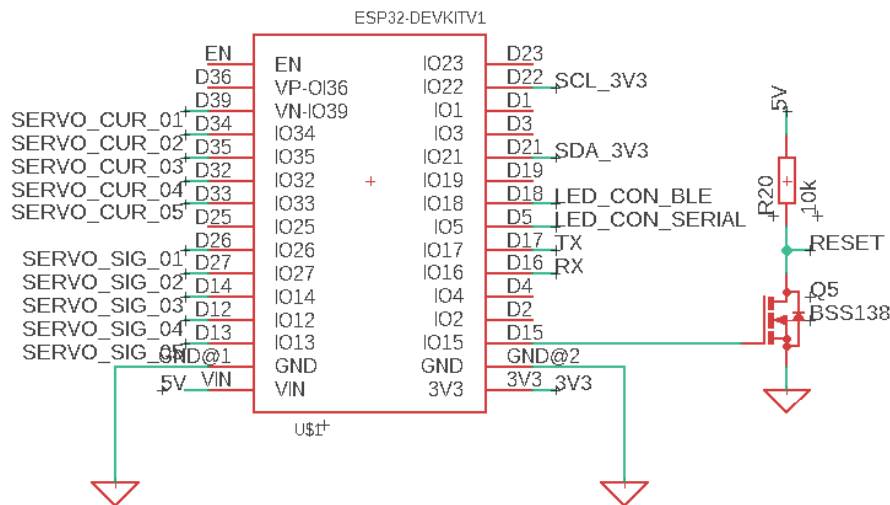 ESP32-DEVKITV1
EN
D36
D39
SERVO_CUR_01
D34
SERVO_CUR_02
D35
SERVO_CUR_03
D32
SERVO_CUR_04
D33
SERVO_CUR_05
D25
D26
SERVO_SIG_01
D27
SERVO_SIG_02
D14
SERVO_SIG_03
D12
SERVO_SIG_04
D13
SERVO_SIG_05
GND@1
5V
VIN
EN
VP-OI36
VN-IO39
IO34
IO35
IO32
IO33
IO25
IO26
IO27
IO14
IO12
IO13
GND
VIN
IO23
IO22
IO1
IO3
IO21
IO19
IO18
IO5
IO17
IO16
IO4
IO2
IO15
GND
3V3
D23
D22 SCL_3V3
D1
D3
D21 SDA_3V3
D19
D18 LED_CON_BLE
D5 LED_CON_SERIAL
D17 TX
D16 RX
D4
D2
D15
GND@2
3V3 3V3
U$1
5V
R20
10k
RESET
Q5
BSS138